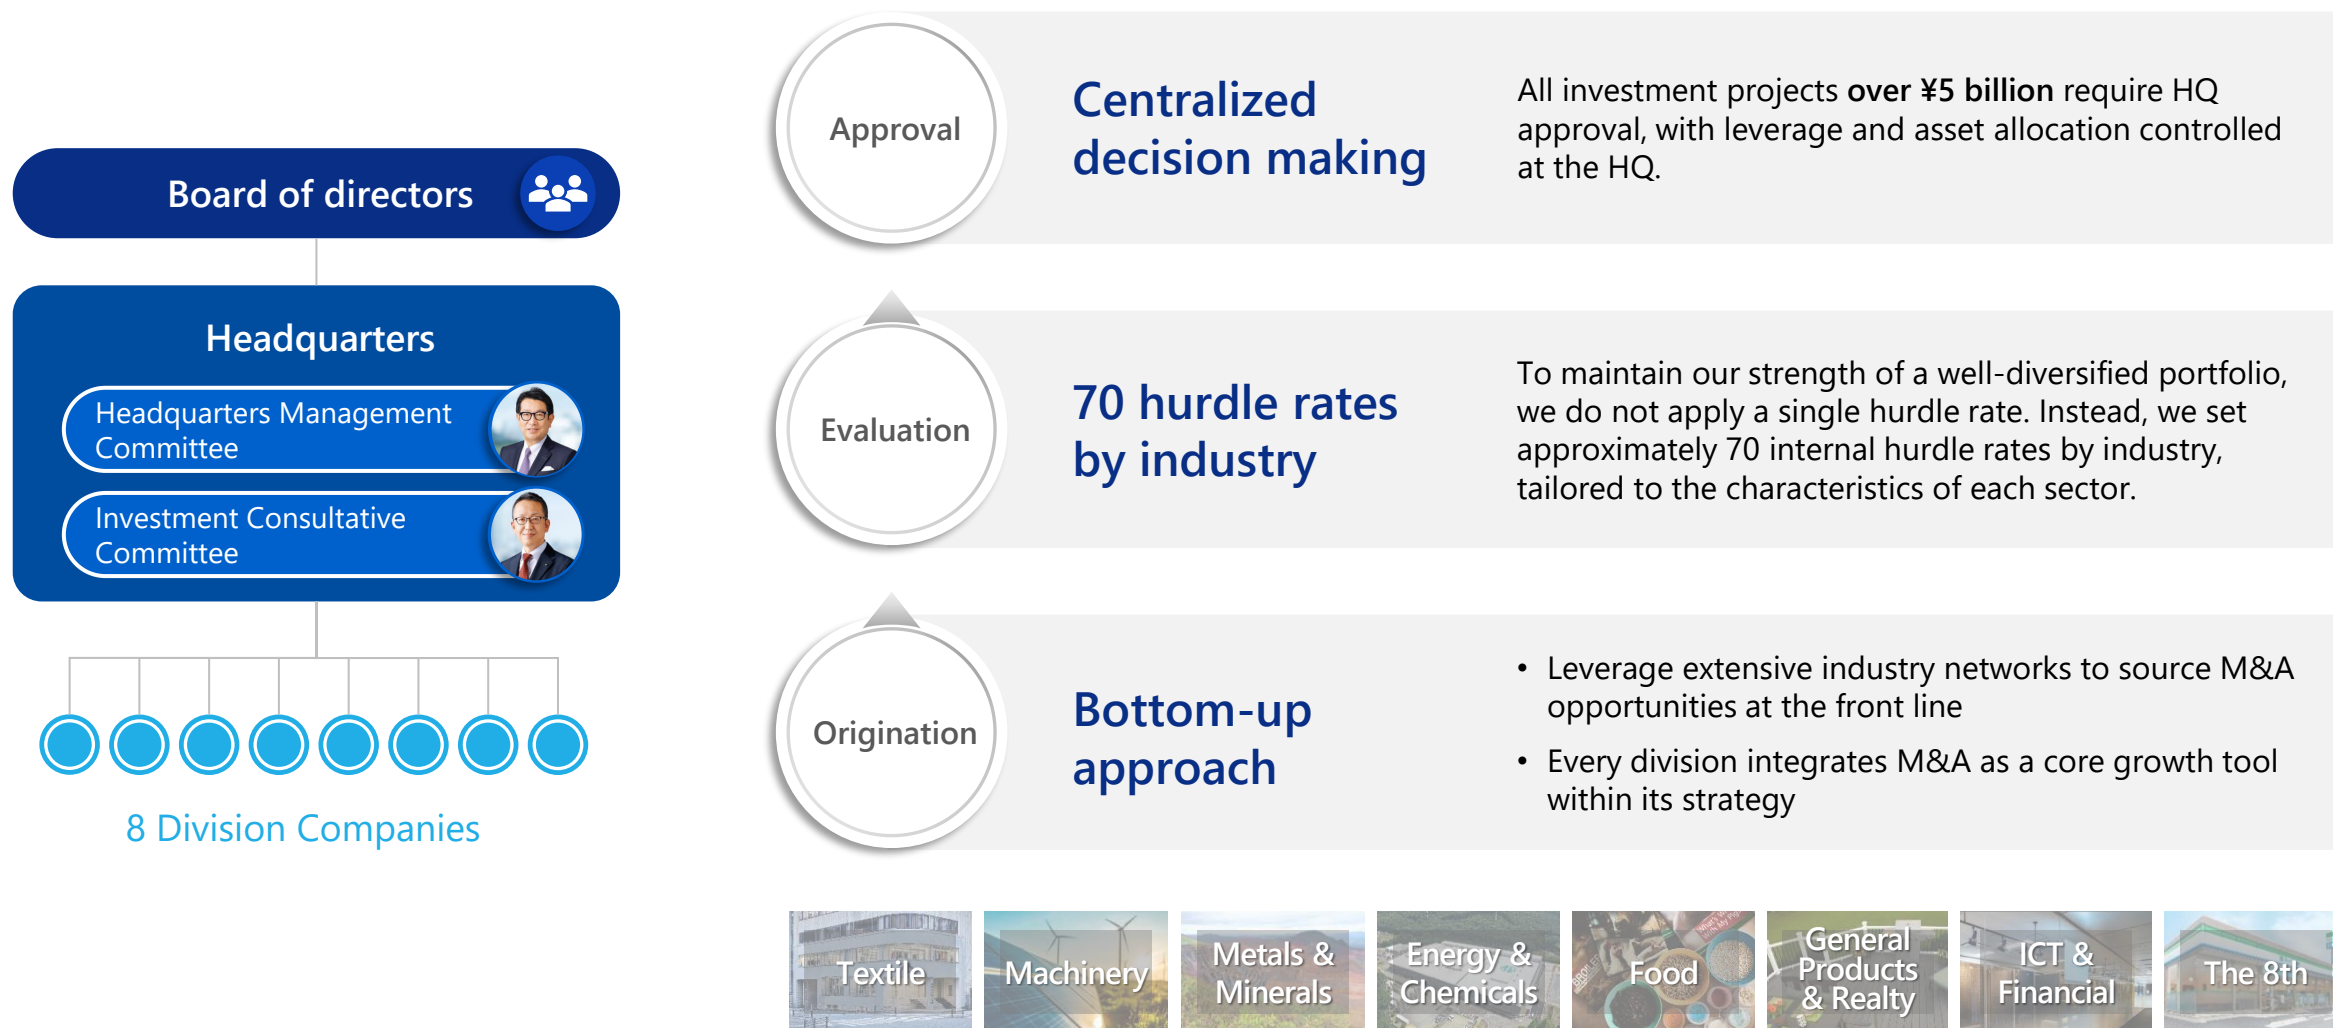 Board of directors
Headquarters
Headquarters Management
Committee
Investment Consultative
Committee
8 Division Companies
Approval
Centralized
decision making
All investment projects over ¥5 billion require HQ
approval, with leverage and asset allocation controlled
at the HQ.
Evaluation
70 hurdle rates
by industry
To maintain our strength of a well-diversified portfolio,
we do not apply a single hurdle rate. Instead, we set
approximately 70 internal hurdle rates by industry,
tailored to the characteristics of each sector.
Origination
Bottom-up
approach
• Leverage extensive industry networks to source M&A
opportunities at the front line
• Every division integrates M&A as a core growth tool
within its strategy
Textile
Machinery
Metals &
Minerals
Energy &
Chemicals
Food
General
Products
& Realty
ICT &
Financial
The 8th